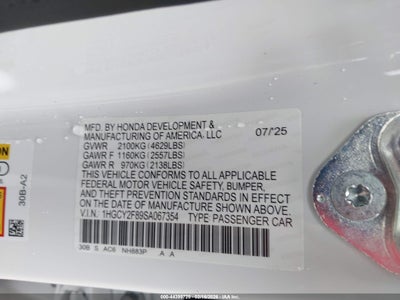 MFD. BY HONDA DEVELOPMENT &
MANUFACTURING OF AMERICA, LLC
07/25
GVWR 2100KG (4629LBS)
GAWR F 1160KG (2557LBS)
GAWR R 970KG (2138LBS)
THIS VEHICLE CONFORMS TO ALL APPLICABLE
FEDERAL MOTOR VEHICLE SAFETY, BUMPER,
AND THEFT PREVENTION STANDARDS IN EFFECT
ON THE DATE OF MANUFACTURE SHOWN ABOVE.
V.I.N. 1HGCY2F89SA067354 TYPE PASSENGER CAR
30B S AC6 NH883P A A
30B-A2